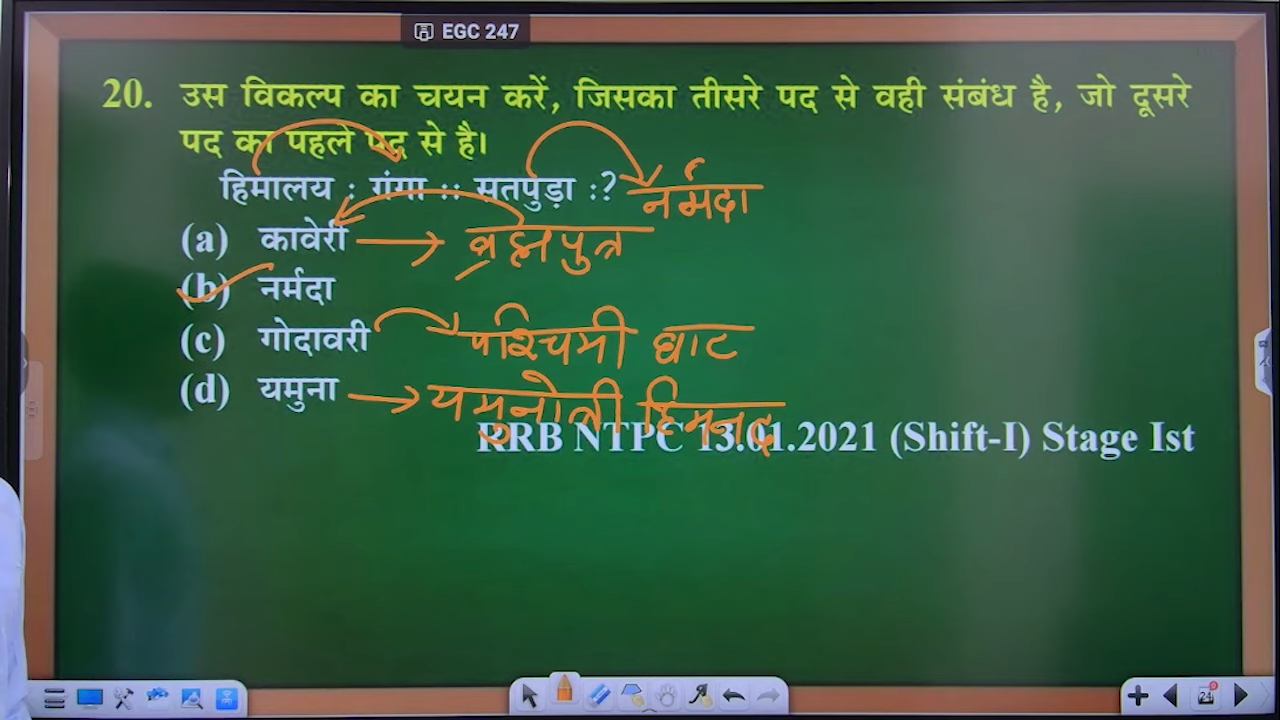 EGC 247
20. उस विकल्प का चयन करें, जिसका तीसरे पद से वही संबंध है, जो दूसरे
पद का पहले पद से है।
हिमालय : गंगा :: सतपुड़ा :? नर्मदा
(a) कावेरी → ब्रह्मपुत्र
(b) नर्मदा
(c) गोदावरी पश्चिमी घाट
(d) यमुना → यमुनोत्री हिमनद
RRB NTPC 13.01.2021 (Shift-I) Stage Ist
24